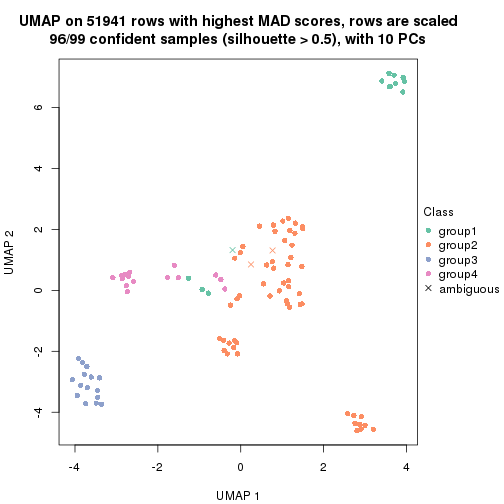 UMAP on 51941 rows with highest MAD scores, rows are scaled
96/99 confident samples (silhouette > 0.5), with 10 PCs
6
4
2
0
-2
-4
UMAP 2
-4
-2
0
2
4
UMAP 1
Class
group1
group2
group3
group4
ambiguous